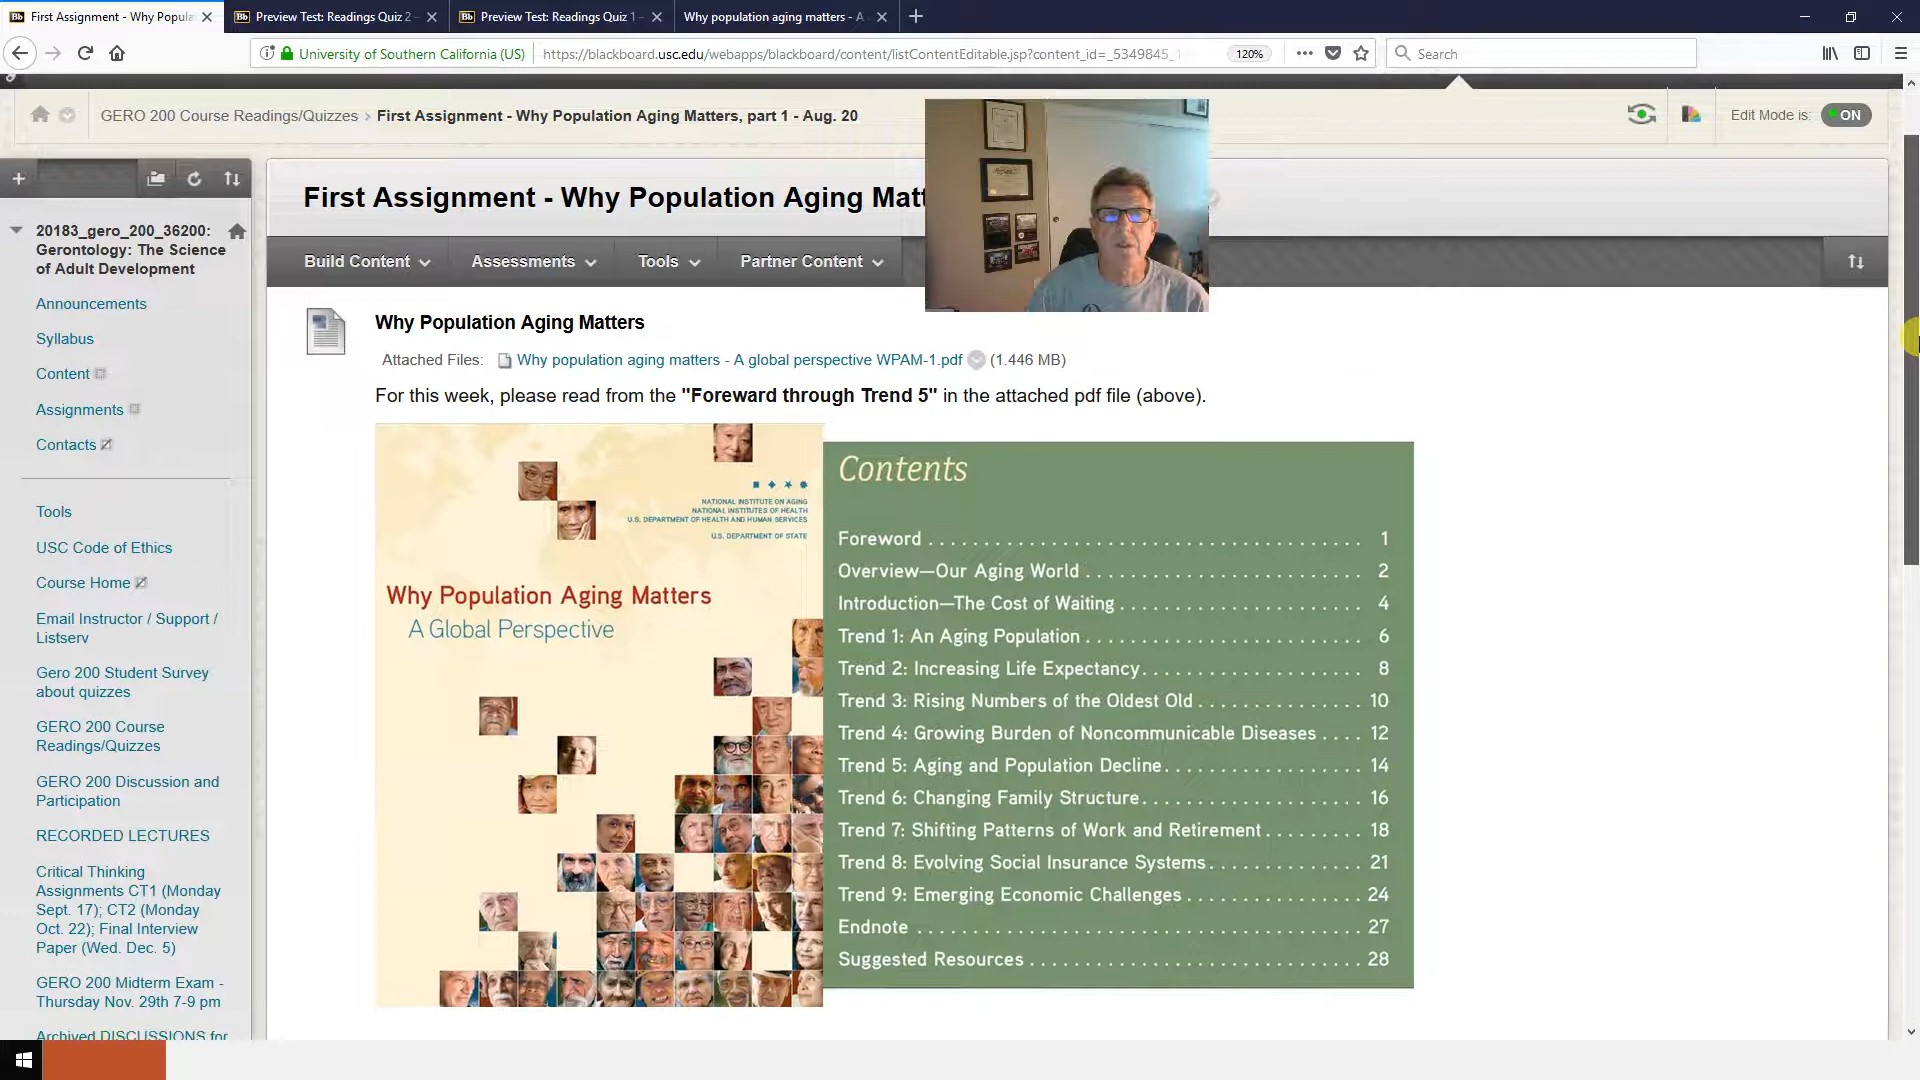 First Assignment - Why Popula
Preview Test: Readings Quiz 2 -
Preview Test: Readings Quiz 1 -
Why population aging matters - A
University of Southern California (US)
https://blackboard.usc.edu/webapps/blackboard/content/listContentEditable.jsp?content_id=_5349845_1
120%
Search
GERO 200 Course Readings/Quizzes > First Assignment - Why Population Aging Matters, part 1 - Aug. 20
Edit Mode is: ON
First Assignment - Why Population Aging Matt
Build Content
Assessments
Tools
Partner Content
20183_gero_200_36200:
Gerontology: The Science
of Adult Development
Announcements
Syllabus
Content
Assignments
Contacts
Tools
USC Code of Ethics
Course Home
Email Instructor / Support /
Listserv
Gero 200 Student Survey
about quizzes
GERO 200 Course
Readings/Quizzes
GERO 200 Discussion and
Participation
RECORDED LECTURES
Critical Thinking
Assignments CT1 (Monday
Sept. 17); CT2 (Monday
Oct. 22); Final Interview
Paper (Wed. Dec. 5)
GERO 200 Midterm Exam -
Thursday Nov. 29th 7-9 pm
Archived DISCUSSIONS for
Why Population Aging Matters
Attached Files: Why population aging matters - A global perspective WPAM-1.pdf (1.446 MB)
For this week, please read from the "Foreward through Trend 5" in the attached pdf file (above).
NATIONAL INSTITUTE ON AGING
NATIONAL INSTITUTES OF HEALTH
U.S. DEPARTMENT OF HEALTH AND HUMAN SERVICES
U.S. DEPARTMENT OF STATE
Why Population Aging Matters
A Global Perspective
Contents
Foreword . . . . . . . . . . 1
Overview—Our Aging World . . . . . . . . . . 2
Introduction—The Cost of Waiting . . . . . . . . . . 4
Trend 1: An Aging Population . . . . . . . . . . 6
Trend 2: Increasing Life Expectancy . . . . . . . . . . 8
Trend 3: Rising Numbers of the Oldest Old . . . . . . . . . . 10
Trend 4: Growing Burden of Noncommunicable Diseases . . . . 12
Trend 5: Aging and Population Decline . . . . . . . . . . 14
Trend 6: Changing Family Structure . . . . . . . . . . 16
Trend 7: Shifting Patterns of Work and Retirement . . . . . . . . 18
Trend 8: Evolving Social Insurance Systems . . . . . . . . . . 21
Trend 9: Emerging Economic Challenges . . . . . . . . . . 24
Endnote . . . . . . . . . . 27
Suggested Resources . . . . . . . . . . 28